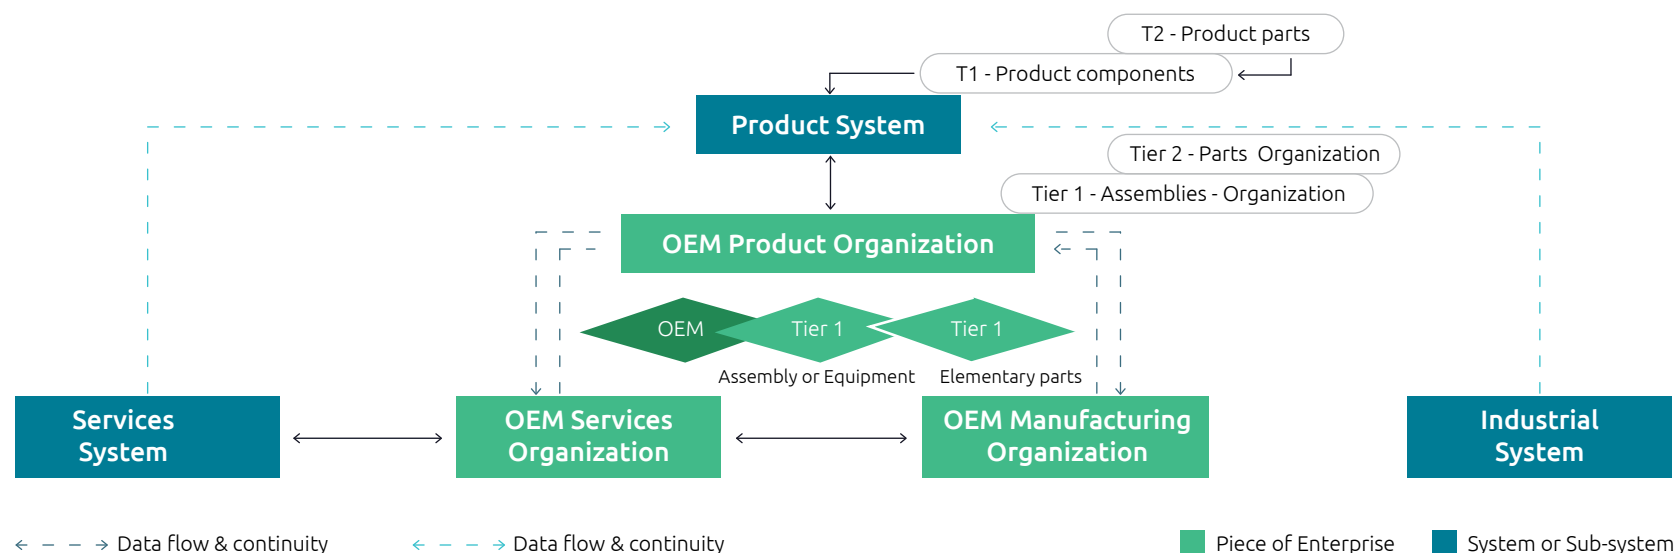 T2 - Product parts
T1 - Product components
Product System
Tier 2 - Parts Organization
Tier 1 - Assemblies - Organization
OEM Product Organization
OEM
Tier 1
Tier 1
Assembly or Equipment
Elementary parts
Services
System
OEM Services
Organization
OEM Manufacturing
Organization
Industrial
System
Data flow & continuity
Data flow & continuity
Piece of Enterprise
System or Sub-system